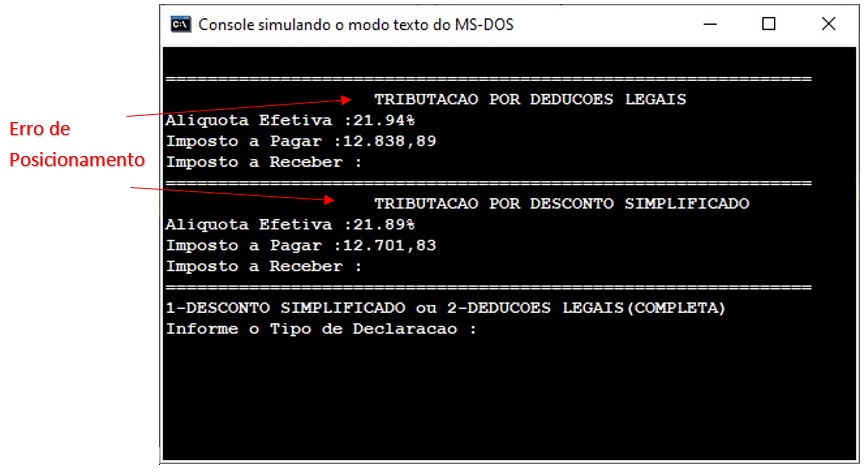 C:\ Console simulando o modo texto do MS-DOS
==============================================================
TRIBUTACAO POR DEDUCOES LEGAIS
Aliquota Efetiva :21.94%
Imposto a Pagar :12.838,89
Imposto a Receber :
==============================================================
TRIBUTACAO POR DESCONTO SIMPLIFICADO
Aliquota Efetiva :21.89%
Imposto a Pagar :12.701,83
Imposto a Receber :
==============================================================
1-DESCONTO SIMPLIFICADO ou 2-DEDUCOES LEGAIS(COMPLETA)
Informe o Tipo de Declaracao :
Erro de
Posicionamento